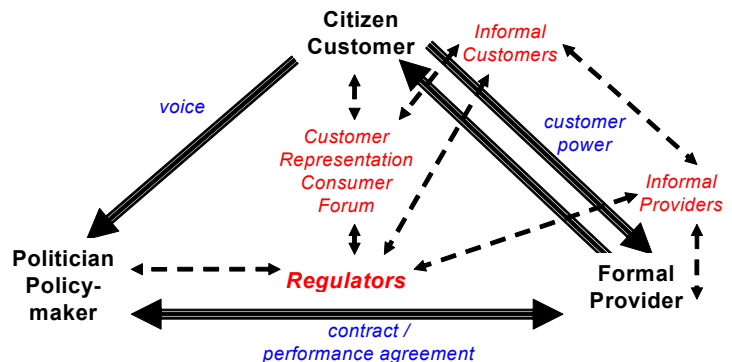 Citizen
Customer
Informal
Customers
voice
customer
power
Customer
Representation
Consumer
Forum
Informal
Providers
Politician
Policy-
maker
Regulators
Formal
Provider
contract /
performance agreement